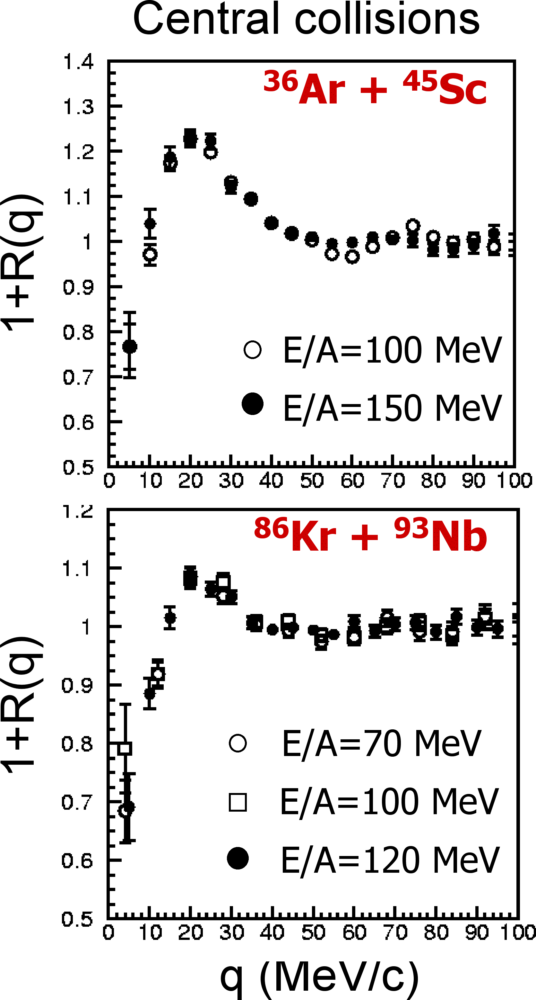 Central collisions
1+R(q)
1.4
1.3
1.2
1.1
1
0.9
0.8
0.7
0.6
0.5
³⁶Ar + ⁴⁵Sc
E/A=100 MeV
E/A=150 MeV
0 10 20 30 40 50 60 70 80 90 100
1+R(q)
1.2
1.1
1
0.9
0.8
0.7
0.6
0.5
⁸⁶Kr + ⁹³Nb
E/A=70 MeV
E/A=100 MeV
E/A=120 MeV
0 10 20 30 40 50 60 70 80 90 100
q (MeV/c)